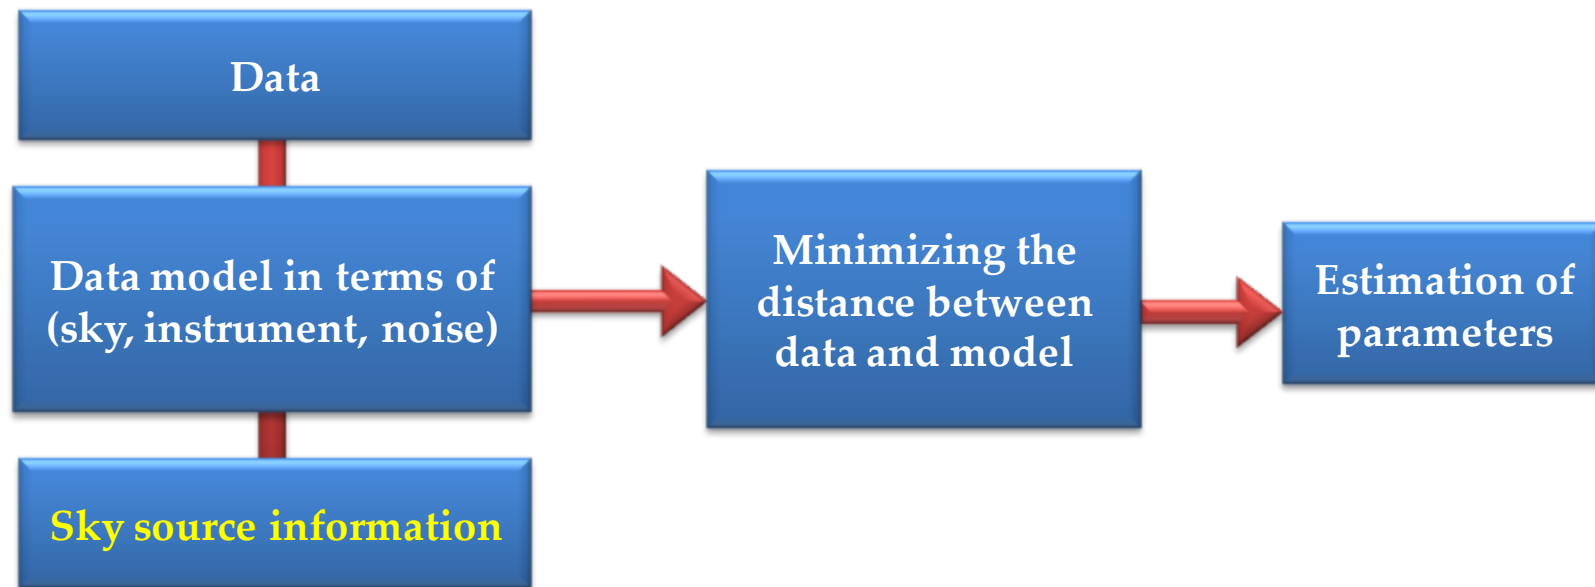 Data
Data model in terms of
(sky, instrument, noise)
Sky source information
Minimizing the
distance between
data and model
Estimation of
parameters